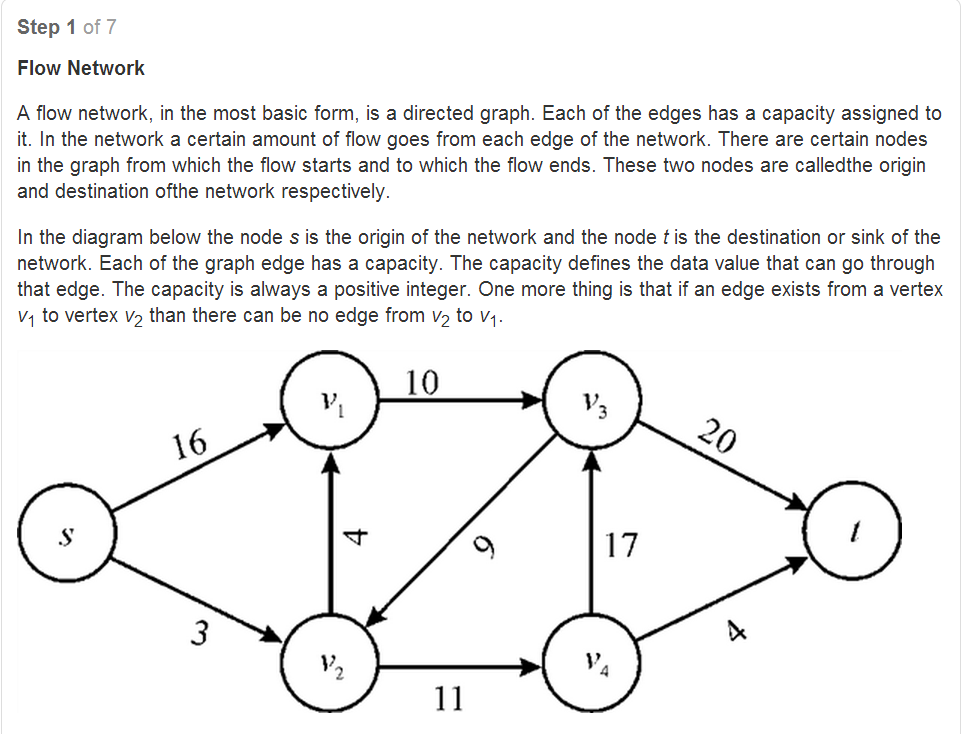 Step 1 of 7
Flow Network
A flow network, in the most basic form, is a directed graph. Each of the edges has a capacity assigned to
it. In the network a certain amount of flow goes from each edge of the network. There are certain nodes
in the graph from which the flow starts and to which the flow ends. These two nodes are calledthe origin
and destination ofthe network respectively.
In the diagram below the node s is the origin of the network and the node t is the destination or sink of the
network. Each of the graph edge has a capacity. The capacity defines the data value that can go through
that edge. The capacity is always a positive integer. One more thing is that if an edge exists from a vertex
v1 to vertex v2 than there can be no edge from v2 to v1.
10
v1
v3
16
20
s
4
9
17
t
3
4
v2
v4
11